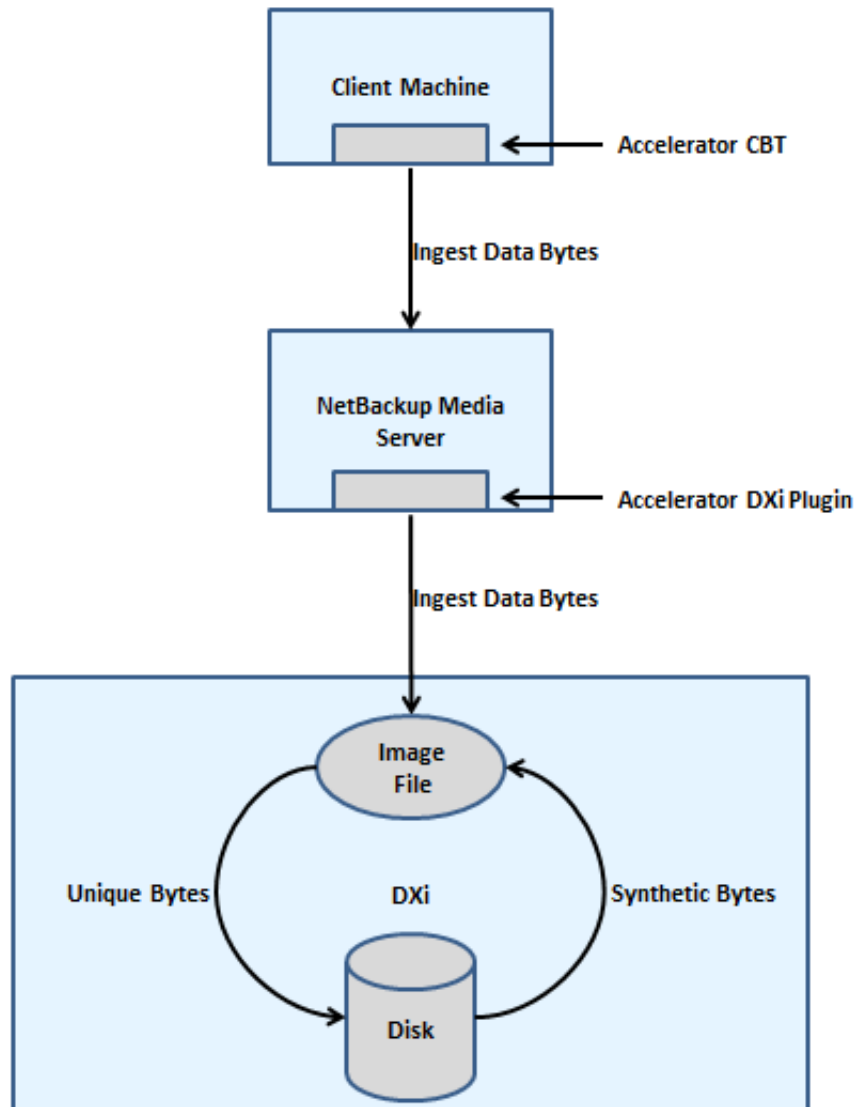 Client Machine
Accelerator CBT
Ingest Data Bytes
NetBackup Media
Server
Accelerator DXi Plugin
Ingest Data Bytes
Image
File
Unique Bytes
DXi
Synthetic Bytes
Disk